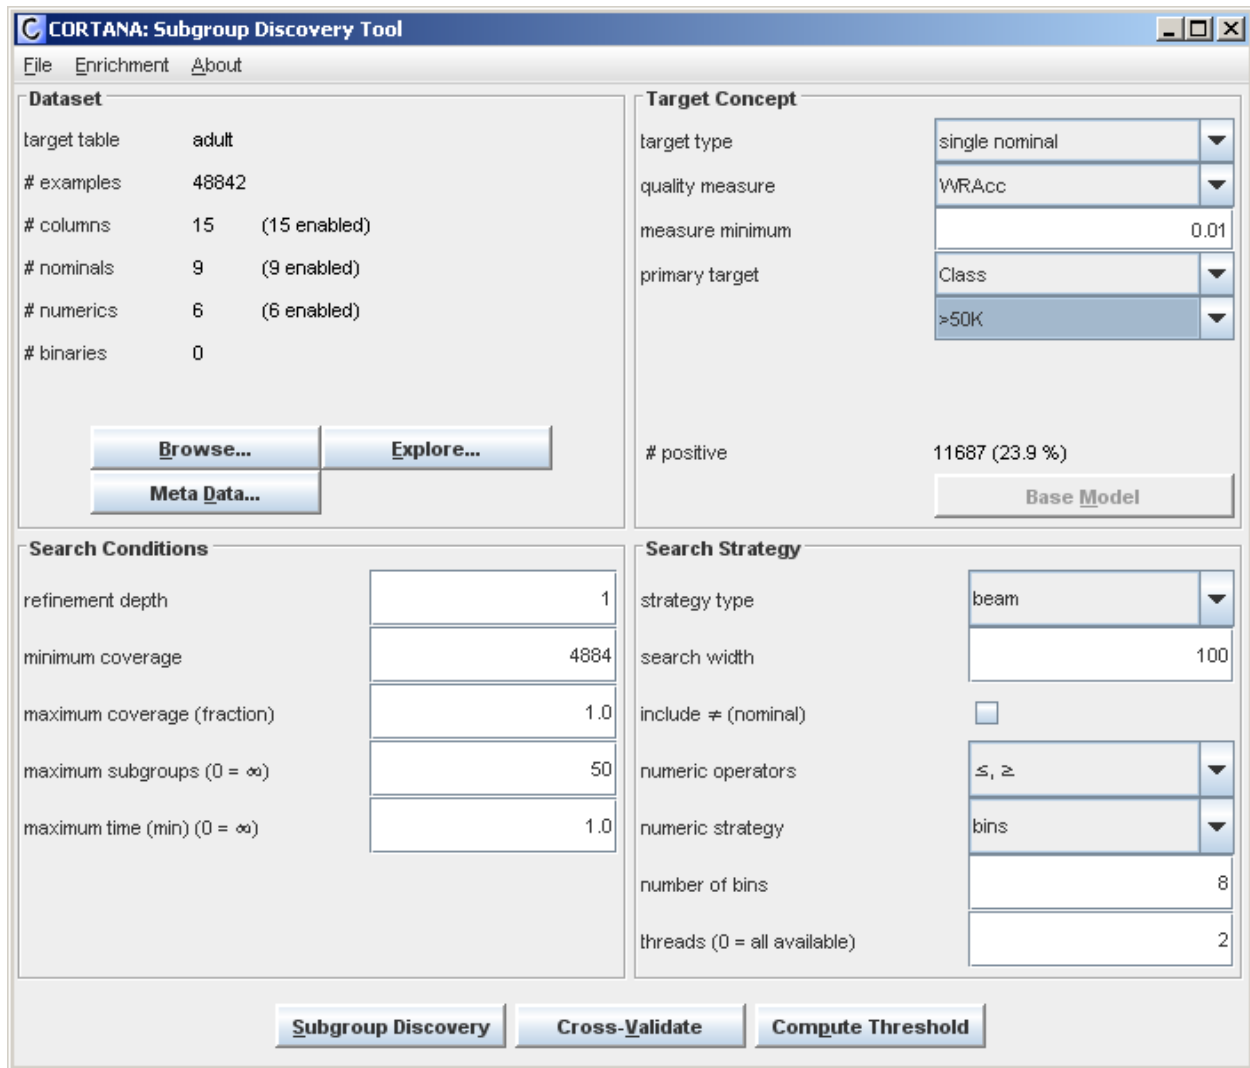 CORTANA: Subgroup Discovery Tool
File Enrichment About
Dataset
target table adult
# examples 48842
# columns 15 (15 enabled)
# nominals 9 (9 enabled)
# numerics 6 (6 enabled)
# binaries 0
Browse... Explore...
Meta Data...
Target Concept
target type single nominal
quality measure WRAcc
measure minimum 0.01
primary target Class
>50K
# positive 11687 (23.9 %)
Base Model
Search Conditions
refinement depth 1
minimum coverage 4884
maximum coverage (fraction) 1.0
maximum subgroups (0 = ∞) 50
maximum time (min) (0 = ∞) 1.0
Search Strategy
strategy type beam
search width 100
include ≠ (nominal)
numeric operators ≤, ≥
numeric strategy bins
number of bins 8
threads (0 = all available) 2
Subgroup Discovery Cross-Validate Compute Threshold